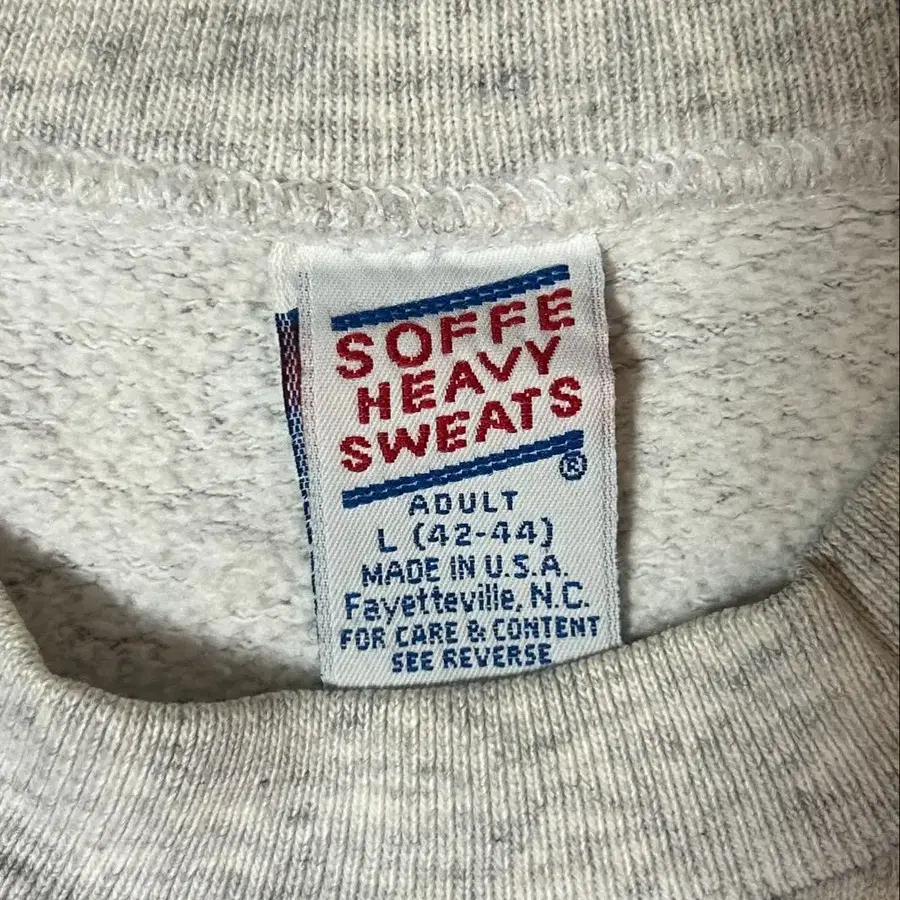 SOFFE
HEAVY
SWEATS
®
ADULT
L (42-44)
MADE IN U.S.A.
Fayetteville, N.C.
FOR CARE & CONTENT
SEE REVERSE